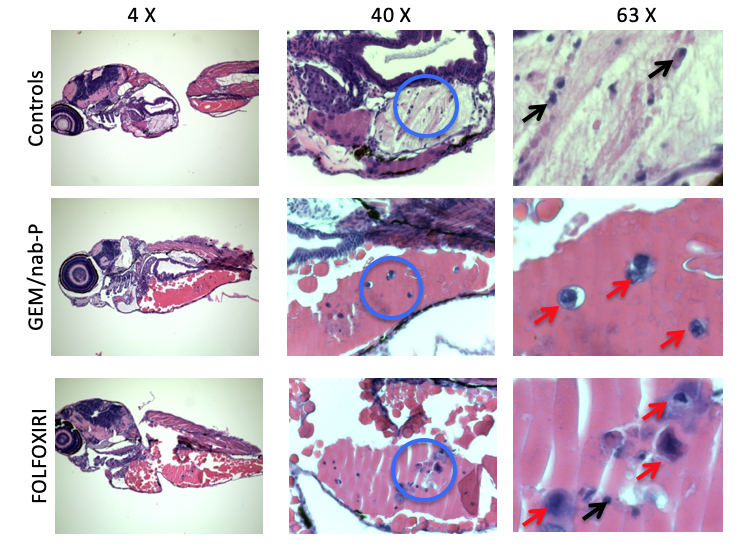 4 X
40 X
63 X
Controls
GEM/nab-P
FOLFOXIRI